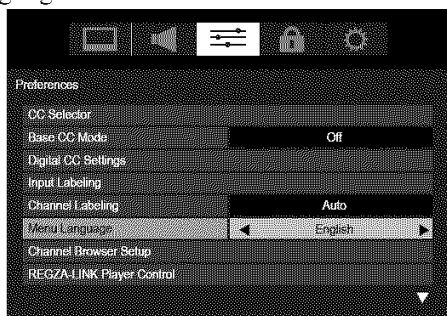 Preferences
CC Selector
Base CC Mode Off
Digital CC Settings
Input Labeling
Channel Labeling Auto
Menu Language English
Channel Browser Setup
REGZA-LINK Player Control